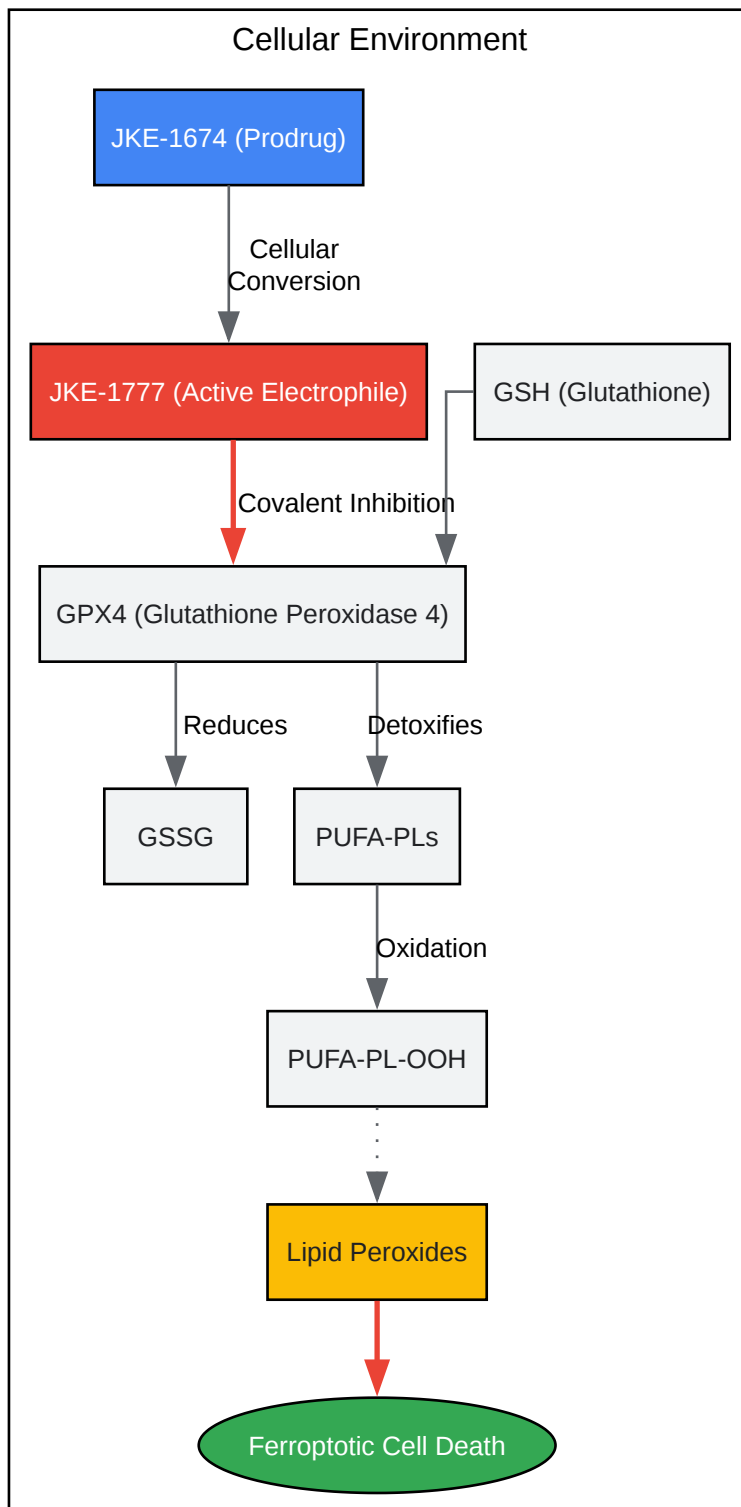 Cellular Environment
JKE-1674 (Prodrug)
Cellular
Conversion
JKE-1777 (Active Electrophile)
GSH (Glutathione)
Covalent Inhibition
GPX4 (Glutathione Peroxidase 4)
Reduces
Detoxifies
GSSG
PUFA-PLs
Oxidation
PUFA-PL-OOH
Lipid Peroxides
Ferroptotic Cell Death